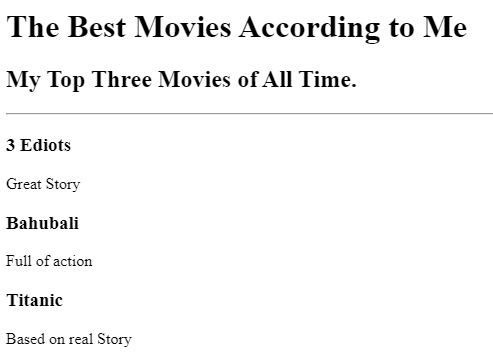 The Best Movies According to Me
My Top Three Movies of All Time.
3 Ediots
Great Story
Bahubali
Full of action
Titanic
Based on real Story